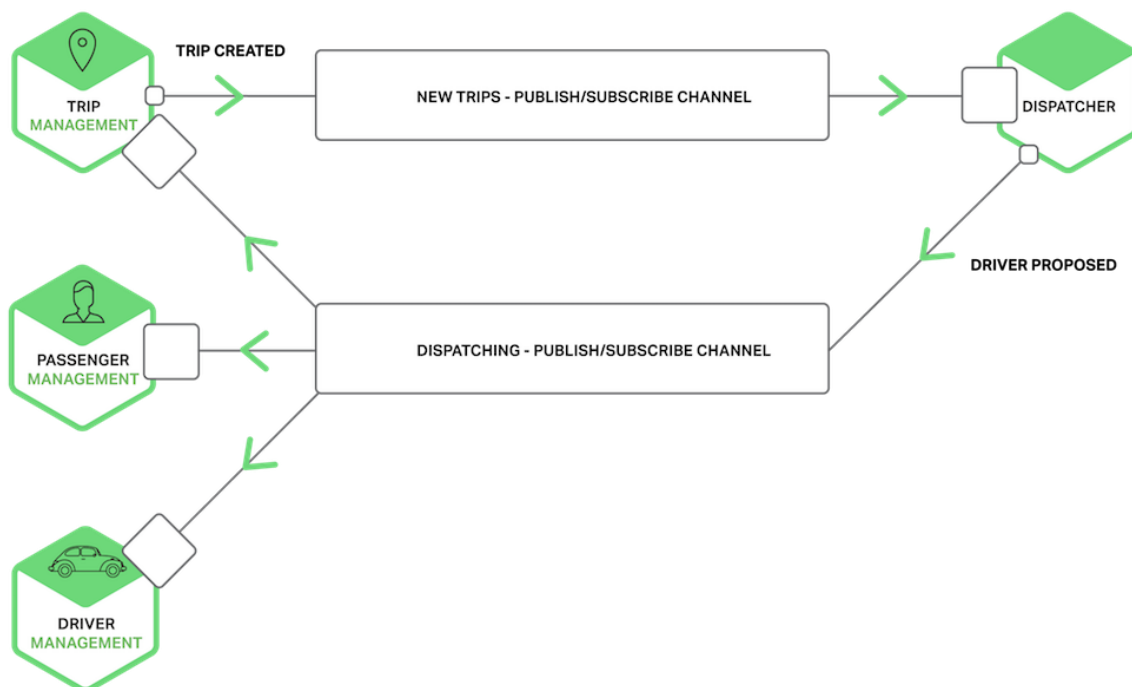 TRIP CREATED
TRIP
MANAGEMENT
NEW TRIPS - PUBLISH/SUBSCRIBE CHANNEL
DISPATCHER
DRIVER PROPOSED
PASSENGER
MANAGEMENT
DISPATCHING - PUBLISH/SUBSCRIBE CHANNEL
DRIVER
MANAGEMENT